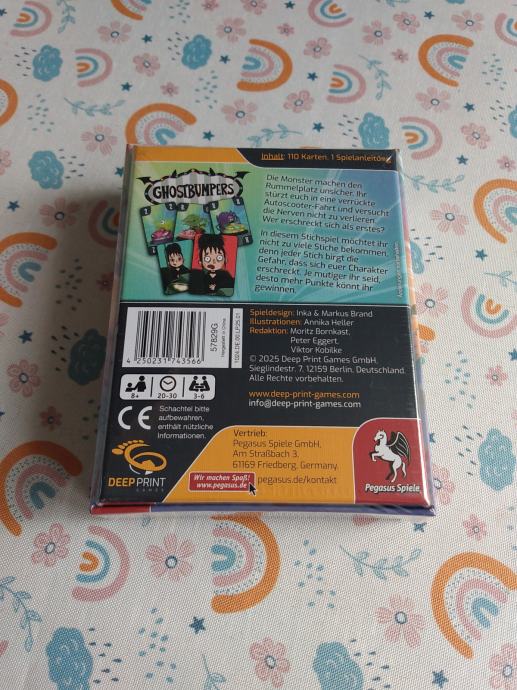 Inhalt: 110 Karten, 1 Spielanleitung
GHOSTBUMPERS
Die Monster machen den
Rummelplatz unsicher. Ihr
stürzt euch in eine verrückte
Autoscooter-Fahrt und versucht
die Nerven nicht zu verlieren.
Wer erschreckt sich als erstes?
In diesem Stichspiel möchtet ihr
nicht zu viele Stiche bekommen,
denn jeder Stich birgt die
Gefahr, dass sich euer Charakter
erschreckt. Je mutiger ihr seid,
desto mehr Punkte könnt ihr
gewinnen.
Spieldesign: Inka & Markus Brand
Illustrationen: Annika Heller
Redaktion: Moritz Bornkast,
Peter Eggert,
Viktor Kobilke
© 2025 Deep Print Games GmbH,
Sieglindestr. 7, 12159 Berlin, Deutschland.
Alle Rechte vorbehalten.
www.deep-print-games.com
info@deep-print-games.com
4 250231 743566
57829G
8+
20-30
3-6
CE
Schachtel bitte
aufbewahren,
enthält nützliche
Informationen.
DEEP PRINT
GAMES
Vertrieb:
Pegasus Spiele GmbH,
Am Straßbach 3,
61169 Friedberg, Germany.
Wir machen Spaß!
www.pegasus.de
pegasus.de/kontakt
Pegasus Spiele